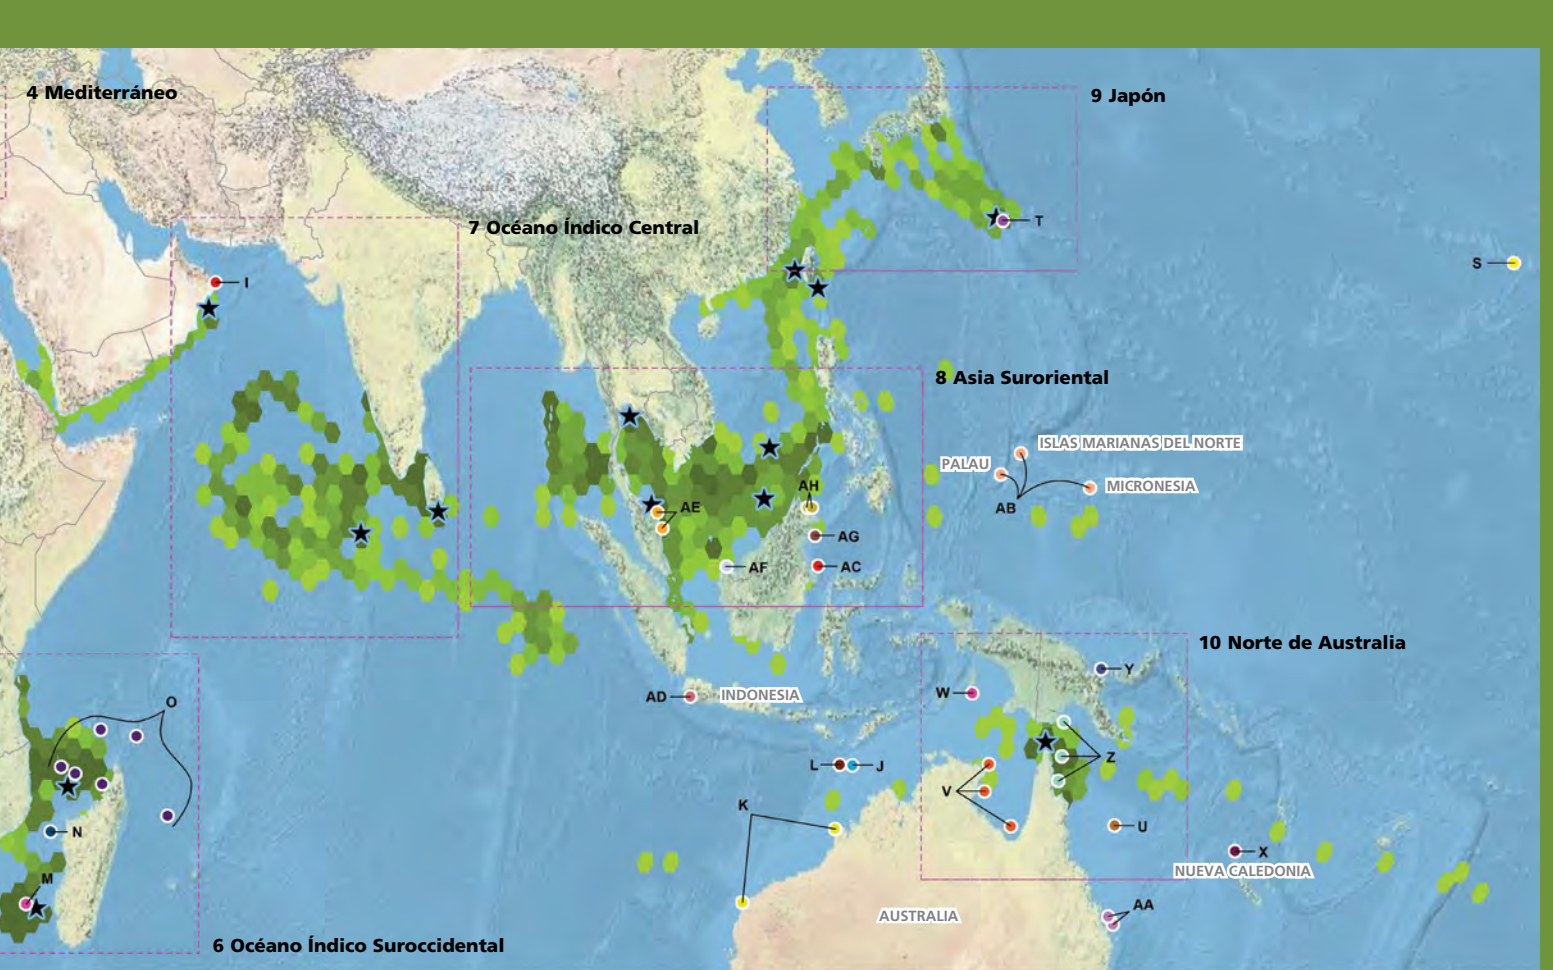 4 Mediterráneo
9 Japón
T
7 Océano Índico Central
S
I
8 Asia Suroriental
ISLAS MARIANAS DEL NORTE
PALAU
MICRONESIA
AB
AH
AE
AG
AF
AC
10 Norte de Australia
Y
W
AD
INDONESIA
O
Z
L
J
V
K
U
N
X
NUEVA CALEDONIA
M
AA
AUSTRALIA
6 Océano Índico Suroccidental